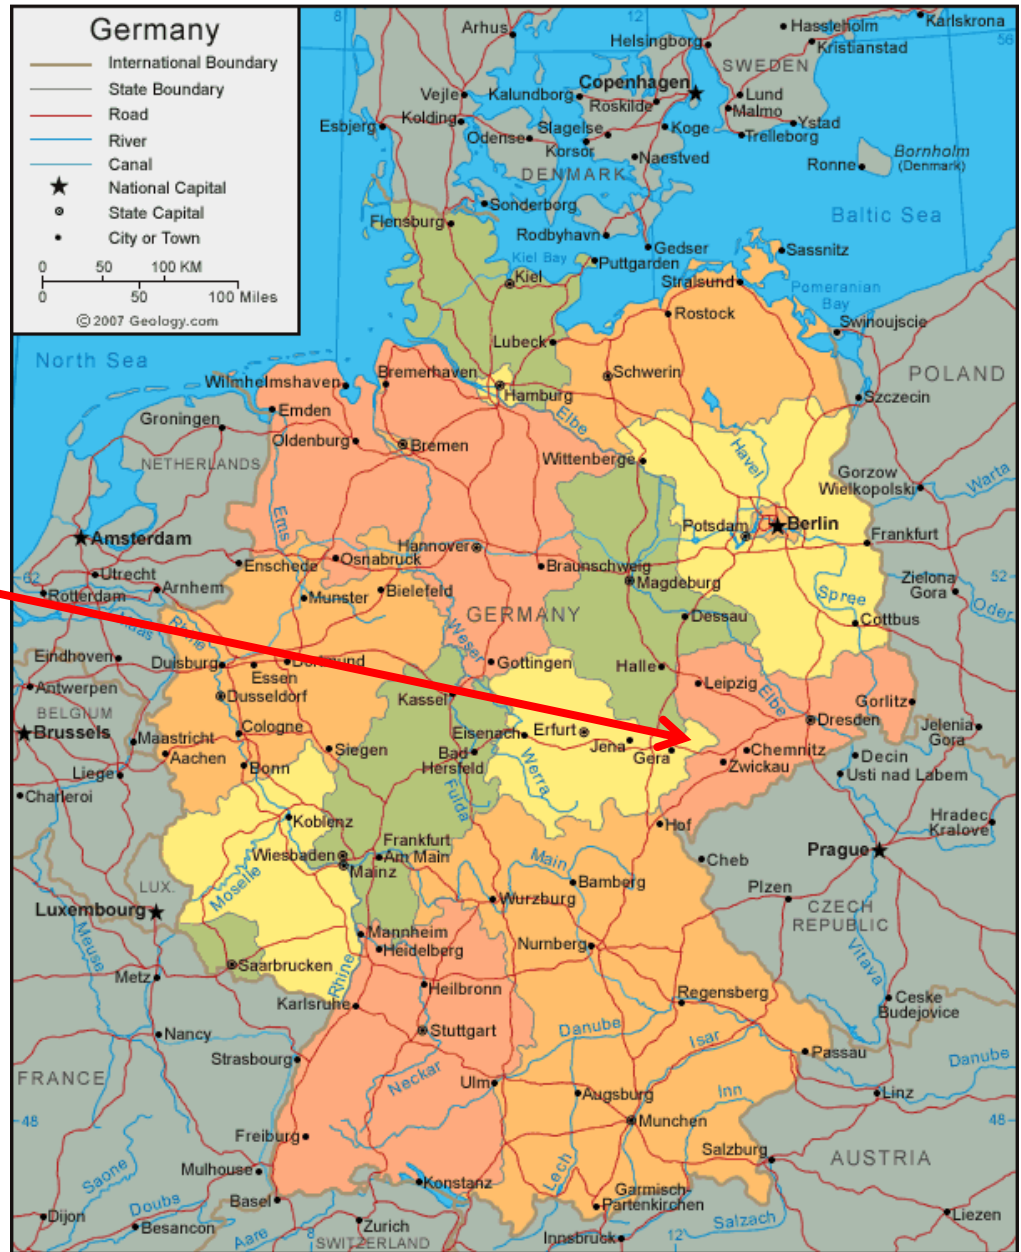 Germany
International Boundary
State Boundary
Road
River
Canal
National Capital
State Capital
City or Town
0 50 100 KM
0 50 100 Miles
© 2007 Geology.com
8
12
56
Arhus
Hassleholm
Karlskrona
Helsingborg
Kristianstad
SWEDEN
Copenhagen
Vejle
Kalundborg
Roskilde
Lund
Malmo
Esbjerg
Kolding
Odense
Slagelse
Korsor
Koge
Ystad
Trelleborg
Naestved
DENMARK
Ronne
Bornholm
(Denmark)
Sonderborg
Flensburg
Rodbyhavn
Gedser
Baltic Sea
Kiel Bay
Puttgarden
Sassnitz
Kiel
Stralsund
Pomeranian
Bay
Rostock
Swinoujscie
Lubeck
North Sea
Wilmhelmshaven
Bremerhaven
Schwerin
POLAND
Hamburg
Szczecin
Emden
Elbe
Groningen
Oldenburg
Bremen
Wittenberge
Havel
NETHERLANDS
Gorzow
Wielkopolski
Warta
Ems
Potsdam
Berlin
Amsterdam
Hannover
Frankfurt
Enschede
Osnabruck
Braunschweig
62
Utrecht
Arnhem
Munster
Bielefeld
Magdeburg
52
Rotterdam
Spree
Zielona
Gora
Oder
Maas
Rhine
Weser
GERMANY
Dessau
Cottbus
Eindhoven
Duisburg
Essen
Dortmund
Gottingen
Halle
Leipzig
Elbe
Antwerpen
Dusseldorf
Kassel
Gorlitz
BELGIUM
Brussels
Maastricht
Cologne
Siegen
Eisenach
Erfurt
Jena
Gera
Dresden
Jelenia
Gora
Aachen
Bonn
Bad
Hersfeld
Chemnitz
Zwickau
Decin
Usti nad Labem
Liege
Werra
Charleroi
Fulda
Koblenz
Hof
Hradec
Kralove
Wiesbaden
Frankfurt
Am Main
Mainz
Main
Cheb
Prague
LUX.
Moselle
Bamberg
Plzen
Luxembourg
Wurzburg
CZECH
REPUBLIC
Meuse
Mannheim
Heidelberg
Nurnberg
Vltava
Metz
Saarbrucken
Rhine
Heilbronn
Karlsruhe
Regensberg
Ceske
Budejovice
Nancy
Stuttgart
Danube
Isar
Strasbourg
Passau
Danube
FRANCE
Neckar
Ulm
Augsburg
Inn
Linz
48
Munchen
48
Freiburg
Salzburg
AUSTRIA
Saone
Mulhouse
Lech
Konstanz
Garmisch-
Partenkirchen
Doubs
Basel
Dijon
Besancon
Aare
8
Zurich
SWITZERLAND
Innsbruck
12
Salzach
Liezen